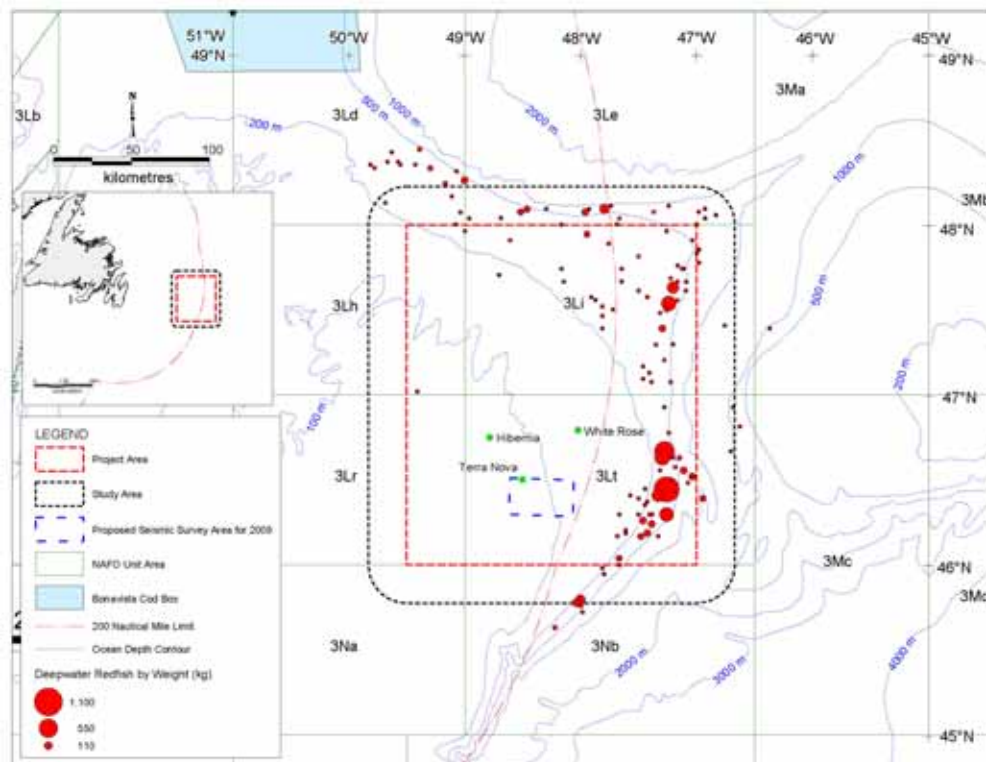 51°W 50°W 49°W 48°W 47°W 46°W 45°W
49°N 49°N
3Lb
3Ld
3Le
3Ma
200 m
500 m
1000 m
2000 m
1000 m
N
0 50 100
kilometres
3Mb
48°N
3Lh
3Li
500 m
200 m
100 m
47°N
Hibernia
White Rose
Terra Nova
3Lr
3Lt
46°N
3Mc
3Na
3Nb
2000 m
3000 m
4000 m
45°N
LEGEND
Project Area
Study Area
Proposed Seismic Survey Area for 2009
NAFO Unit Area
Bonavista Cod Box
200 Nautical Mile Limit
Ocean Depth Contour
Deepwater Redfish by Weight (kg)
1,100
550
110